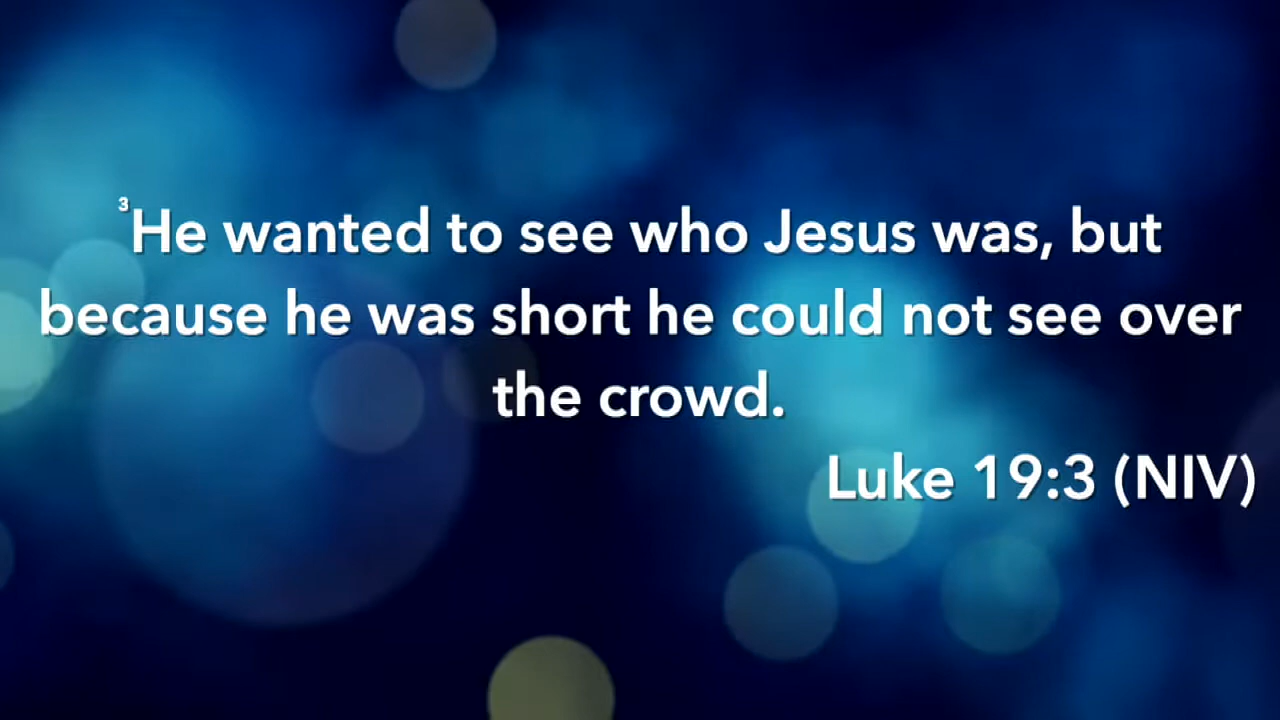 ³He wanted to see who Jesus was, but
because he was short he could not see over
the crowd.
Luke 19:3 (NIV)